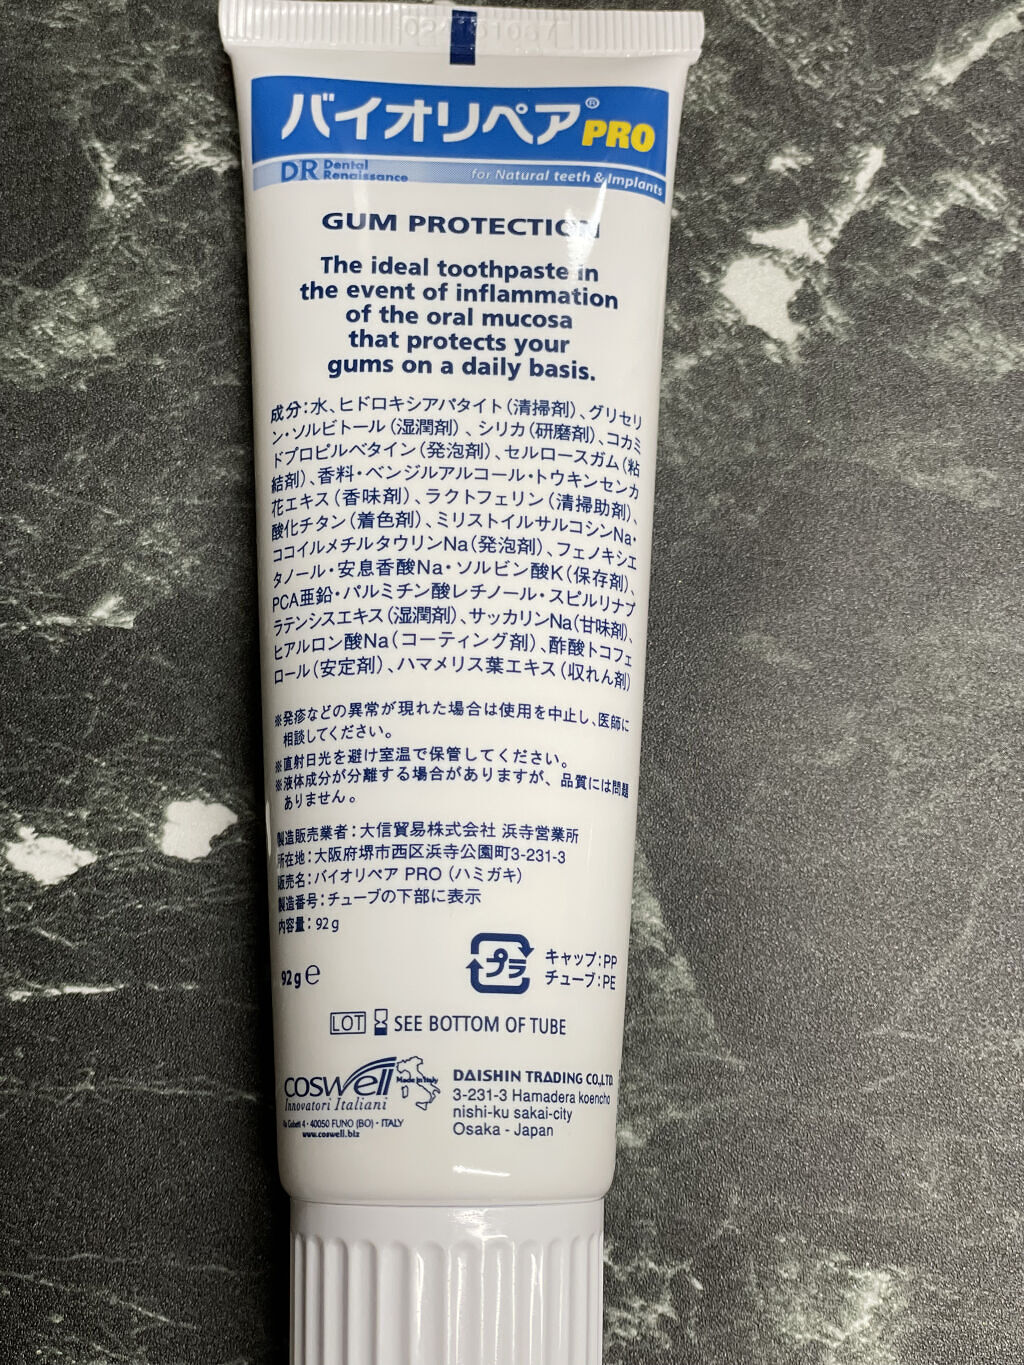 バイオリペア® PRO
DR Dental Renaissance for Natural teeth & Implants
GUM PROTECTION
The ideal toothpaste in
the event of inflammation
of the oral mucosa
that protects your
gums on a daily basis.
成分:水、ヒドロキシアパタイト(清掃剤)、グリセリ
ン・ソルビトール(湿潤剤)、シリカ(研磨剤)、コカミ
ドプロピルベタイン(発泡剤)、セルロースガム(粘
結剤)、香料・ベンジルアルコール・トウキンセンカ
花エキス(香味剤)、ラクトフェリン(清掃助剤)、
酸化チタン(着色剤)、ミリストイルサルコシンNa・
ココイルメチルタウリンNa(発泡剤)、フェノキシエ
タノール・安息香酸Na・ソルビン酸K(保存剤)、
PCA亜鉛・パルミチン酸レチノール・スピルリナプ
ラテンシスエキス(湿潤剤)、サッカリンNa(甘味剤)、
ヒアルロン酸Na(コーティング剤)、酢酸トコフェ
ロール(安定剤)、ハマメリス葉エキス(収れん剤)
※発疹などの異常が現れた場合は使用を中止し、医師に
相談してください。
※直射日光を避け室温で保管してください。
※液体成分が分離する場合がありますが、品質には問題
ありません。
製造販売業者:大信貿易株式会社 浜寺営業所
所在地:大阪府堺市西区浜寺公園町3-231-3
販売名:バイオリペア PRO (ハミガキ)
製造番号:チューブの下部に表示
内容量:92g
プラ キャップ:PP
チューブ:PE
92g℮
LOT SEE BOTTOM OF TUBE
coswell Made in Italy
Innovatori Italiani
Gobetti 4 - 40050 FUNO (BO) - ITALY
www.coswell.biz
DAISHIN TRADING CO.,LTD.
3-231-3 Hamadera koencho
nishi-ku sakai-city
Osaka - Japan